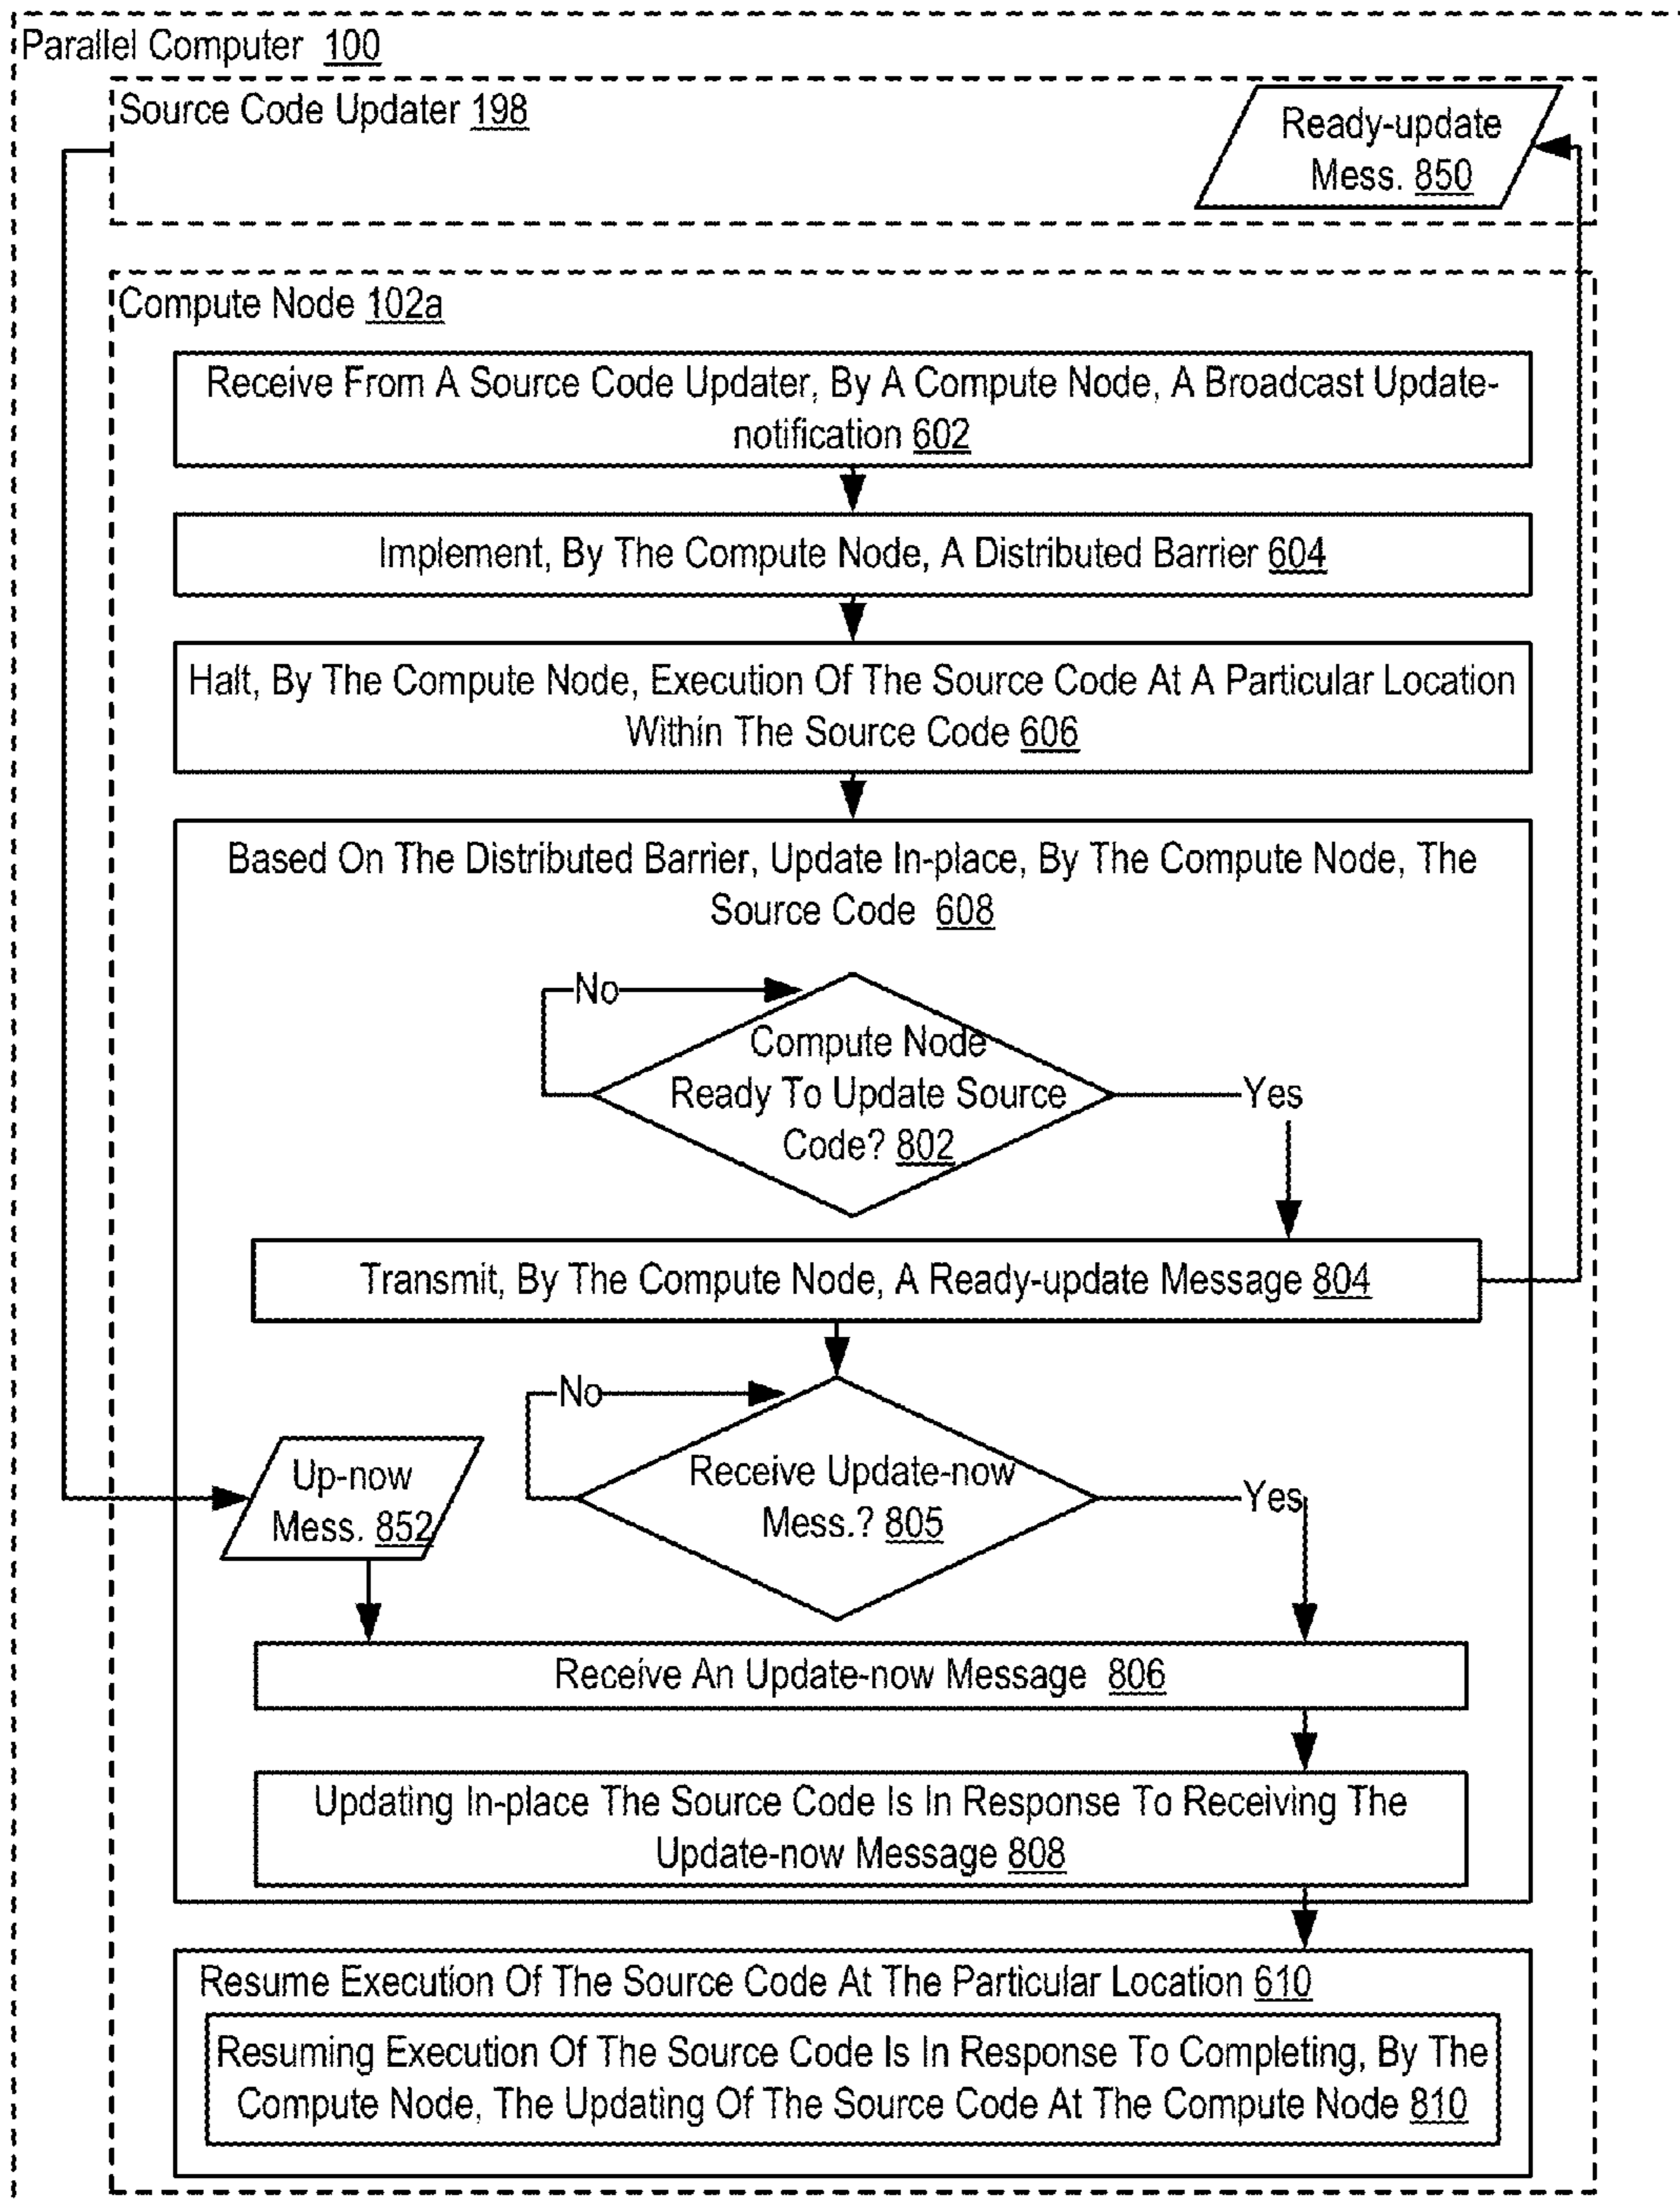 Parallel Computer 100
Source Code Updater 198
Ready-update
Mess. 850
Compute Node 102a
Receive From A Source Code Updater, By A Compute Node, A Broadcast Update-
notification 602
Implement, By The Compute Node, A Distributed Barrier 604
Halt, By The Compute Node, Execution Of The Source Code At A Particular Location
Within The Source Code 606
Based On The Distributed Barrier, Update In-place, By The Compute Node, The
Source Code 608
No
Compute Node
Ready To Update Source
Code? 802
Yes
Transmit, By The Compute Node, A Ready-update Message 804
No
Up-now
Mess. 852
Receive Update-now
Mess.? 805
Yes
Receive An Update-now Message 806
Updating In-place The Source Code Is In Response To Receiving The
Update-now Message 808
Resume Execution Of The Source Code At The Particular Location 610
Resuming Execution Of The Source Code Is In Response To Completing, By The
Compute Node, The Updating Of The Source Code At The Compute Node 810